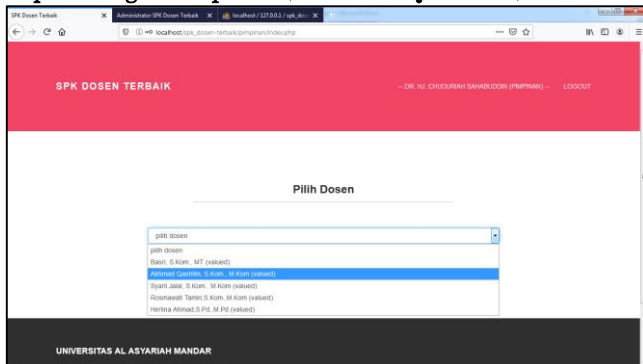 SPK Dosen Terbaik
Administrator SPK Dosen Terbaik
localhost / 127.0.0.1 / spk_dos
localhost/spk_dosen-terbaik/pimpinan/index.php
SPK DOSEN TERBAIK
-- DR. HJ. CHUDURIAH SAHABUDDIN (PIMPINAN) --
LOGOUT
Pilih Dosen
pilih dosen
pilih dosen
Basri, S.Kom., MT (valued)
Akhmad Qashlim, S.Kom., M.Kom (valued)
Syarli Jalal, S.Kom., M.Kom (valued)
Rosmawati Tamin,S.Kom.,M.Kom (valued)
Herlina Ahmad,S.Pd.,M.Pd (valued)
UNIVERSITAS AL ASYARIAH MANDAR